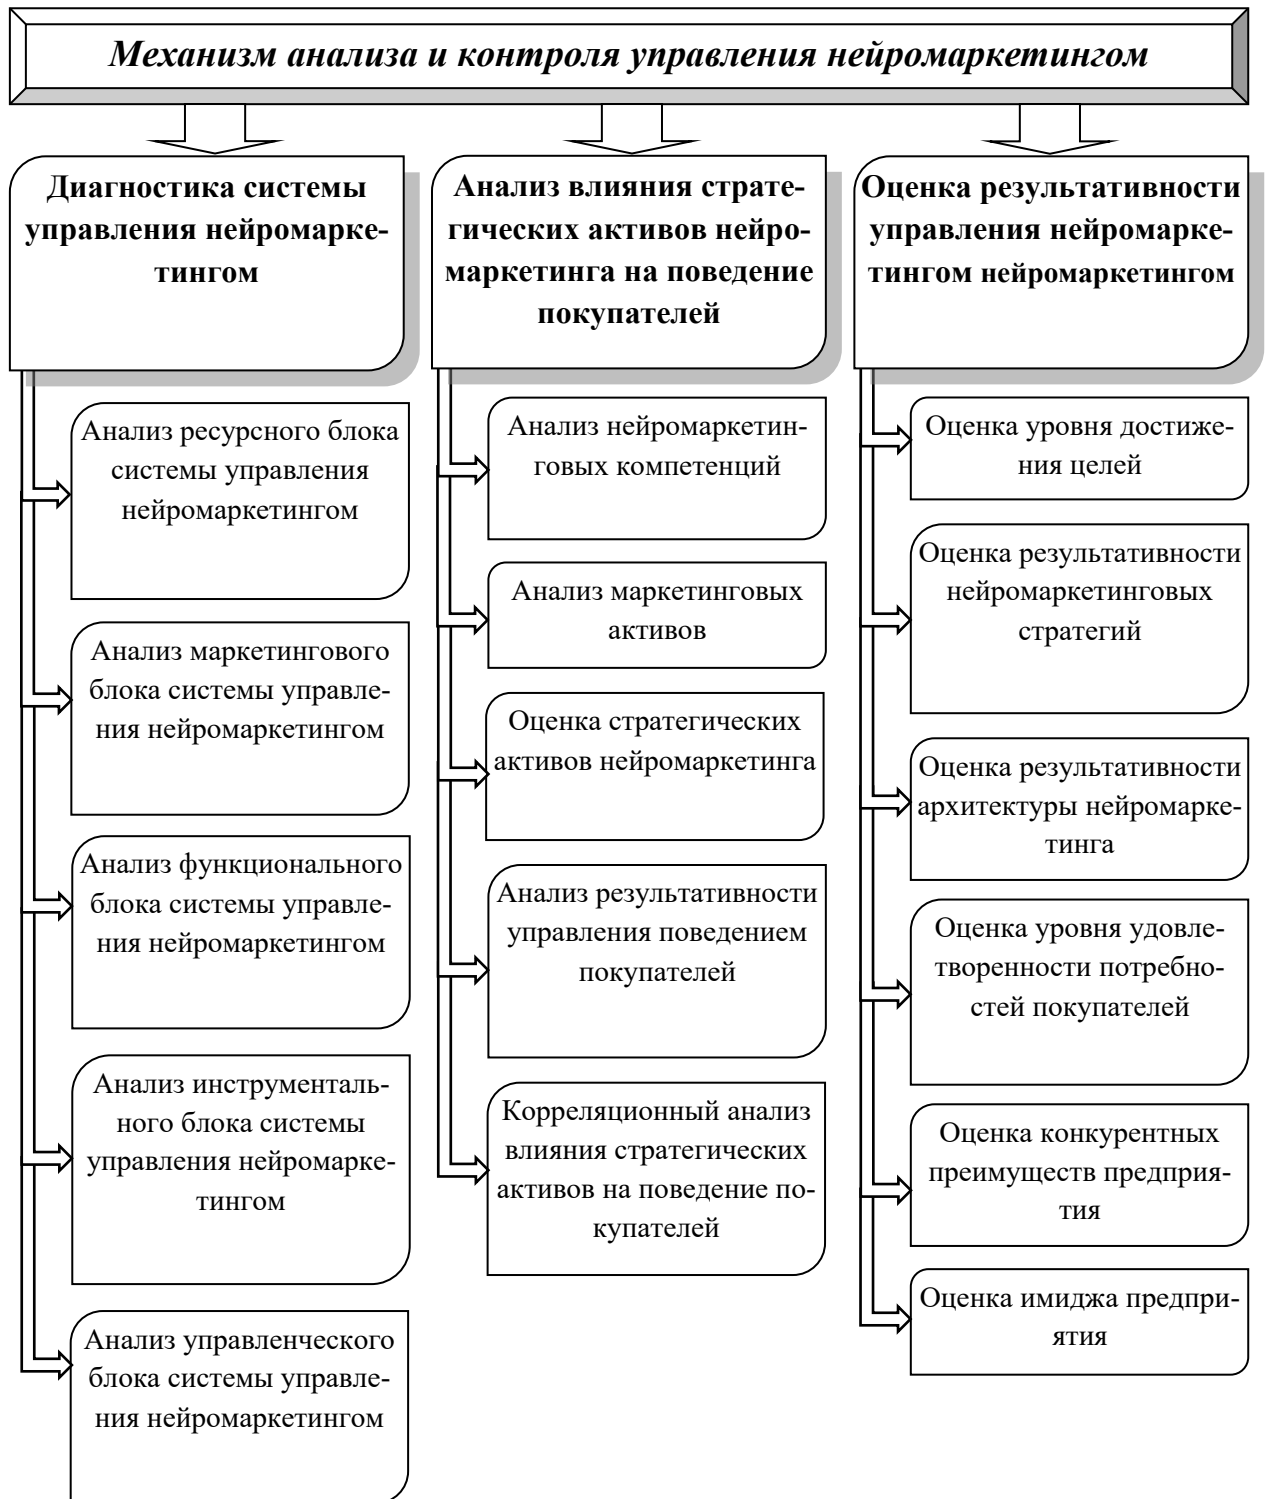 Механизм анализа и контроля управления нейромаркетингом
Диагностика системы
управления нейромарке-
тингом
Анализ ресурсного блока
системы управления
нейромаркетингом
Анализ маркетингового
блока системы управле-
ния нейромаркетингом
Анализ функционального
блока системы управле-
ния нейромаркетингом
Анализ инструменталь-
ного блока системы
управления нейромарке-
тингом
Анализ управленческого
блока системы управле-
ния нейромаркетингом
Анализ влияния страте-
гических активов нейро-
маркетинга на поведение
покупателей
Анализ нейромаркетин-
говых компетенций
Анализ маркетинговых
активов
Оценка стратегических
активов нейромаркетинга
Анализ результативности
управления поведением
покупателей
Корреляционный анализ
влияния стратегических
активов на поведение по-
купателей
Оценка результативности
управления нейромарке-
тингом нейромаркетингом
Оценка уровня достиже-
ния целей
Оценка результативности
нейромаркетинговых
стратегий
Оценка результативности
архитектуры нейромарке-
тинга
Оценка уровня удовле-
творенности потребно-
стей покупателей
Оценка конкурентных
преимуществ предприя-
тия
Оценка имиджа предпри-
ятия